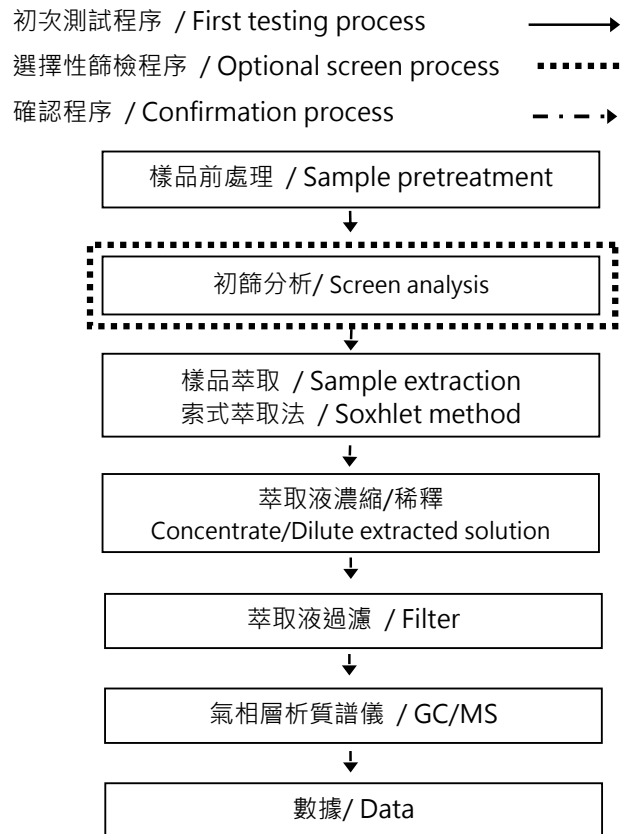 初次測試程序 / First testing process
選擇性篩檢程序 / Optional screen process
確認程序 / Confirmation process
樣品前處理 / Sample pretreatment
初篩分析/ Screen analysis
樣品萃取 / Sample extraction
索式萃取法 / Soxhlet method
萃取液濃縮/稀釋
Concentrate/Dilute extracted solution
萃取液過濾 / Filter
氣相層析質譜儀 / GC/MS
數據/ Data